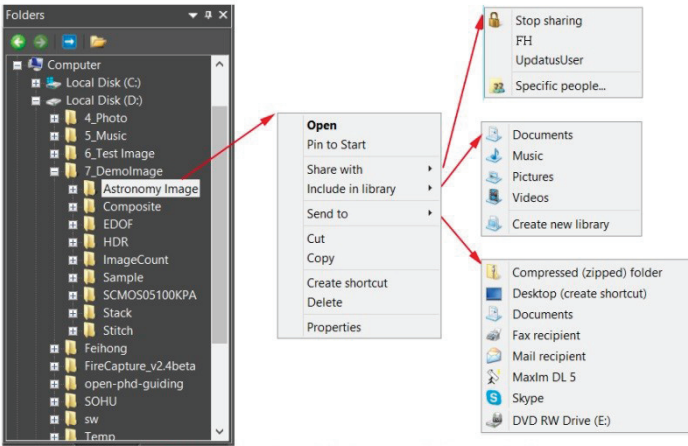 Folders
Computer
Local Disk (C:)
Local Disk (D:)
4_Photo
5_Music
6_Test Image
7_DemoImage
Astronomy Image
Composite
EDOF
HDR
ImageCount
Sample
SCMOS05100KPA
Stack
Stitch
Feihong
FireCapture_v2.4beta
open-phd-guiding
SOHU
sw
Temp
Open
Pin to Start
Share with
Include in library
Send to
Cut
Copy
Create shortcut
Delete
Properties
Stop sharing
FH
UpdatusUser
Specific people...
Documents
Music
Pictures
Videos
Create new library
Compressed (zipped) folder
Desktop (create shortcut)
Documents
Fax recipient
Mail recipient
MaxIm DL 5
Skype
DVD RW Drive (E:)